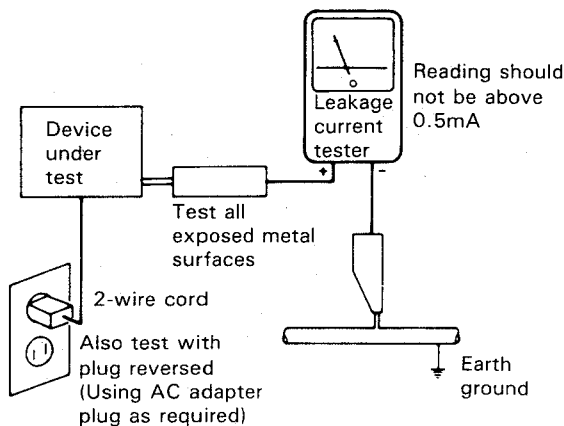 Device
under
test
Leakage
current
tester
+
-
Reading should
not be above
0.5mA
Test all
exposed metal
surfaces
2-wire cord
Also test with
plug reversed
(Using AC adapter
plug as required)
Earth
ground